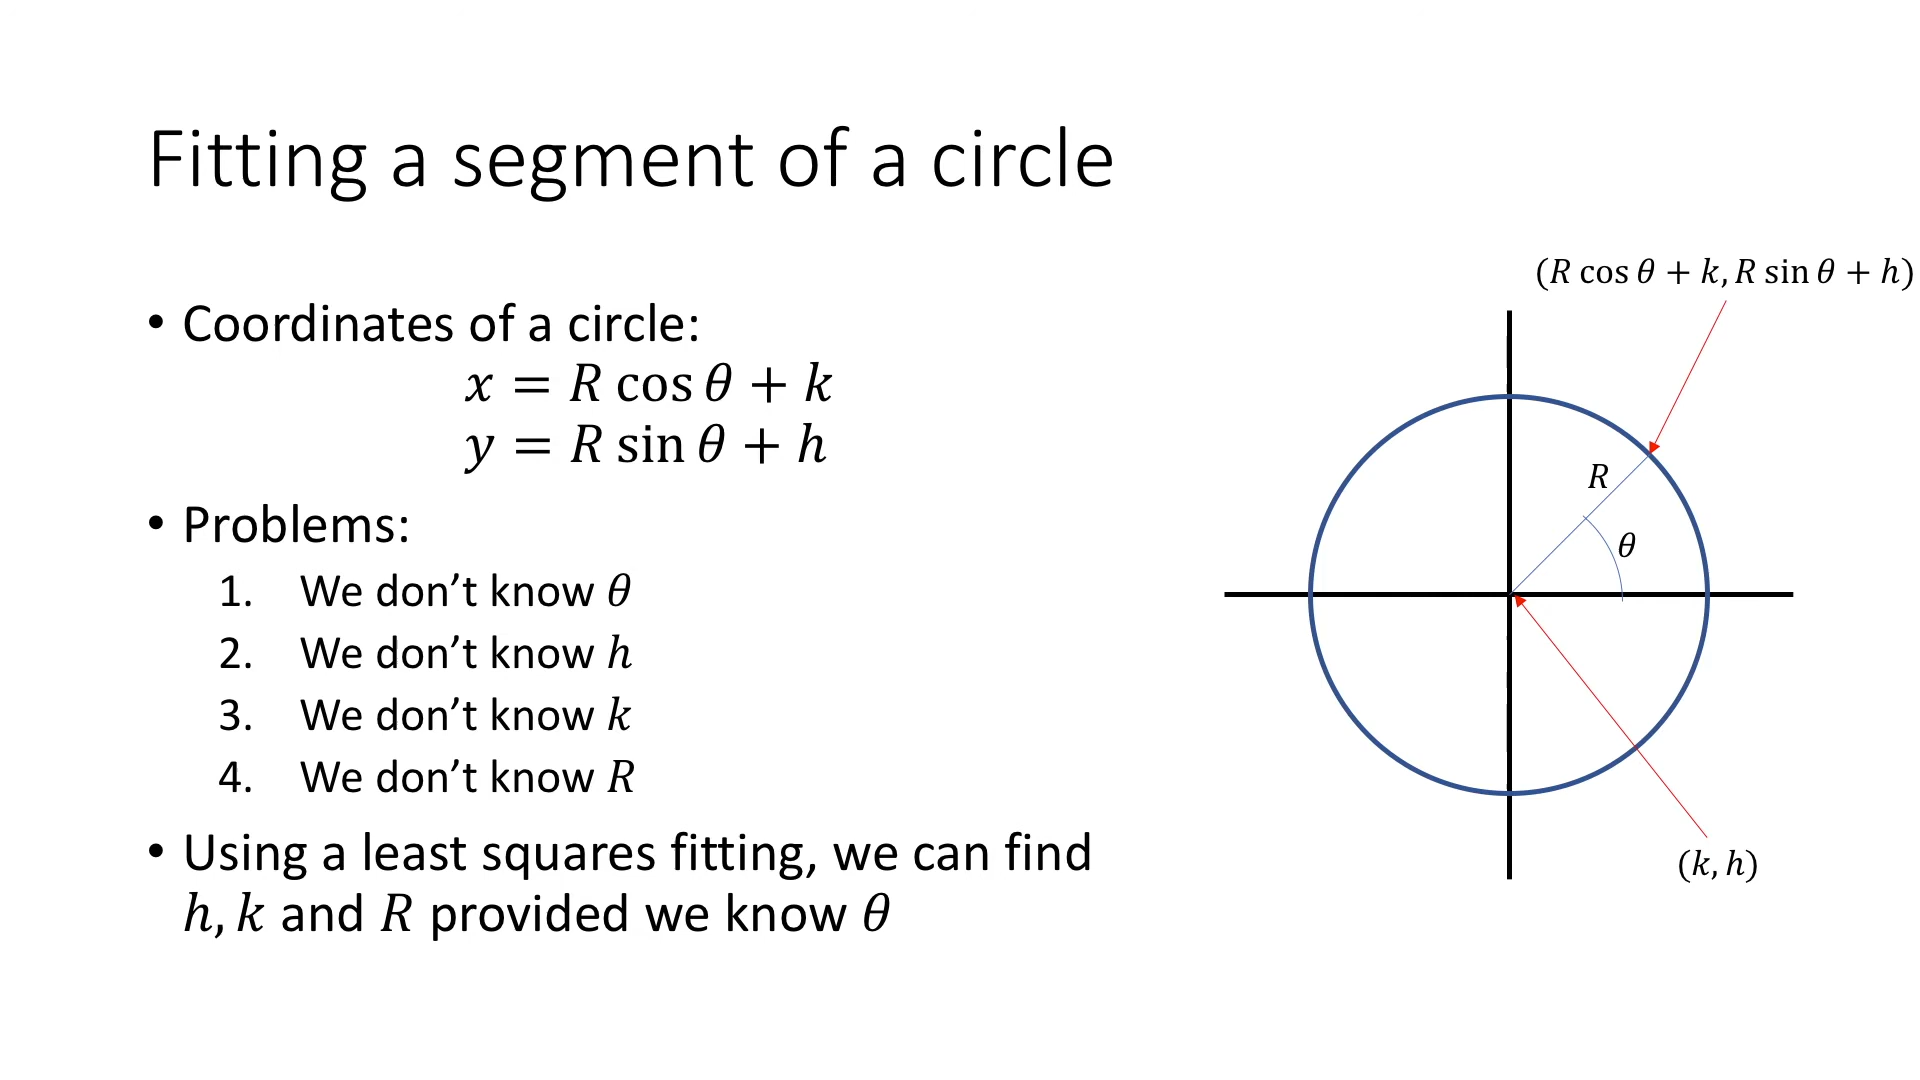 Fitting a segment of a circle
• Coordinates of a circle:
𝑥 = 𝑅 cos 𝜃 + 𝑘
𝑦 = 𝑅 sin 𝜃 + ℎ
• Problems:
1. We don’t know 𝜃
2. We don’t know ℎ
3. We don’t know 𝑘
4. We don’t know 𝑅
• Using a least squares fitting, we can find
ℎ, 𝑘 and 𝑅 provided we know 𝜃
(𝑅 cos 𝜃 + 𝑘, 𝑅 sin 𝜃 + ℎ)
𝑅
𝜃
(𝑘, ℎ)